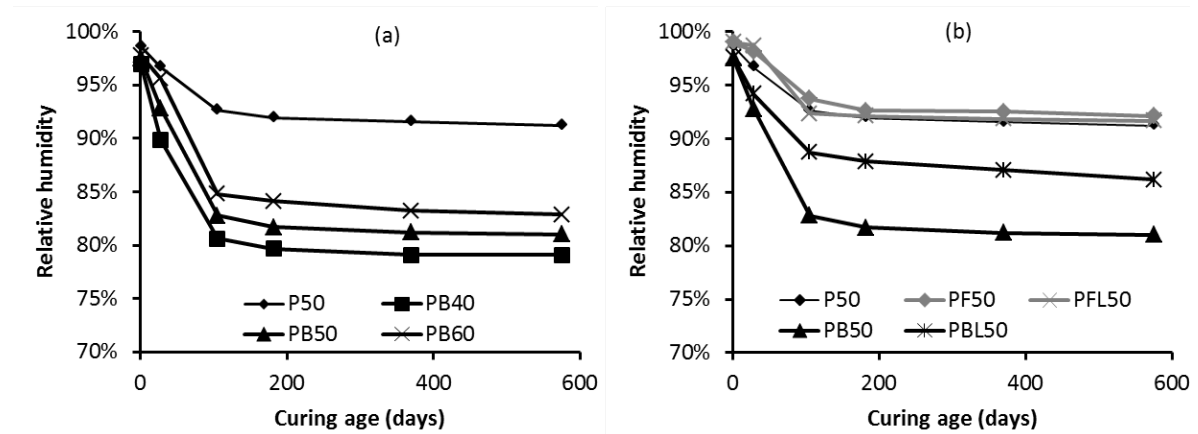 (a)
100%
95%
90%
85%
80%
75%
70%
Relative humidity
P50 PB40
PB50 PB60
0 200 400 600
Curing age (days)
(b)
100%
95%
90%
85%
80%
75%
70%
Relative humidity
P50 PF50 PFL50
PB50 PBL50
0 200 400 600
Curing age (days)